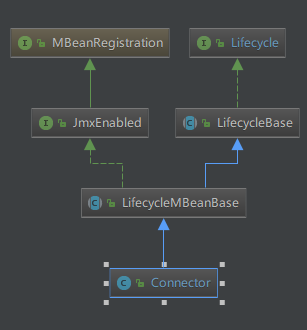 I MBeanRegistration
I Lifecycle
I JmxEnabled
C LifecycleBase
C LifecycleMBeanBase
C Connector